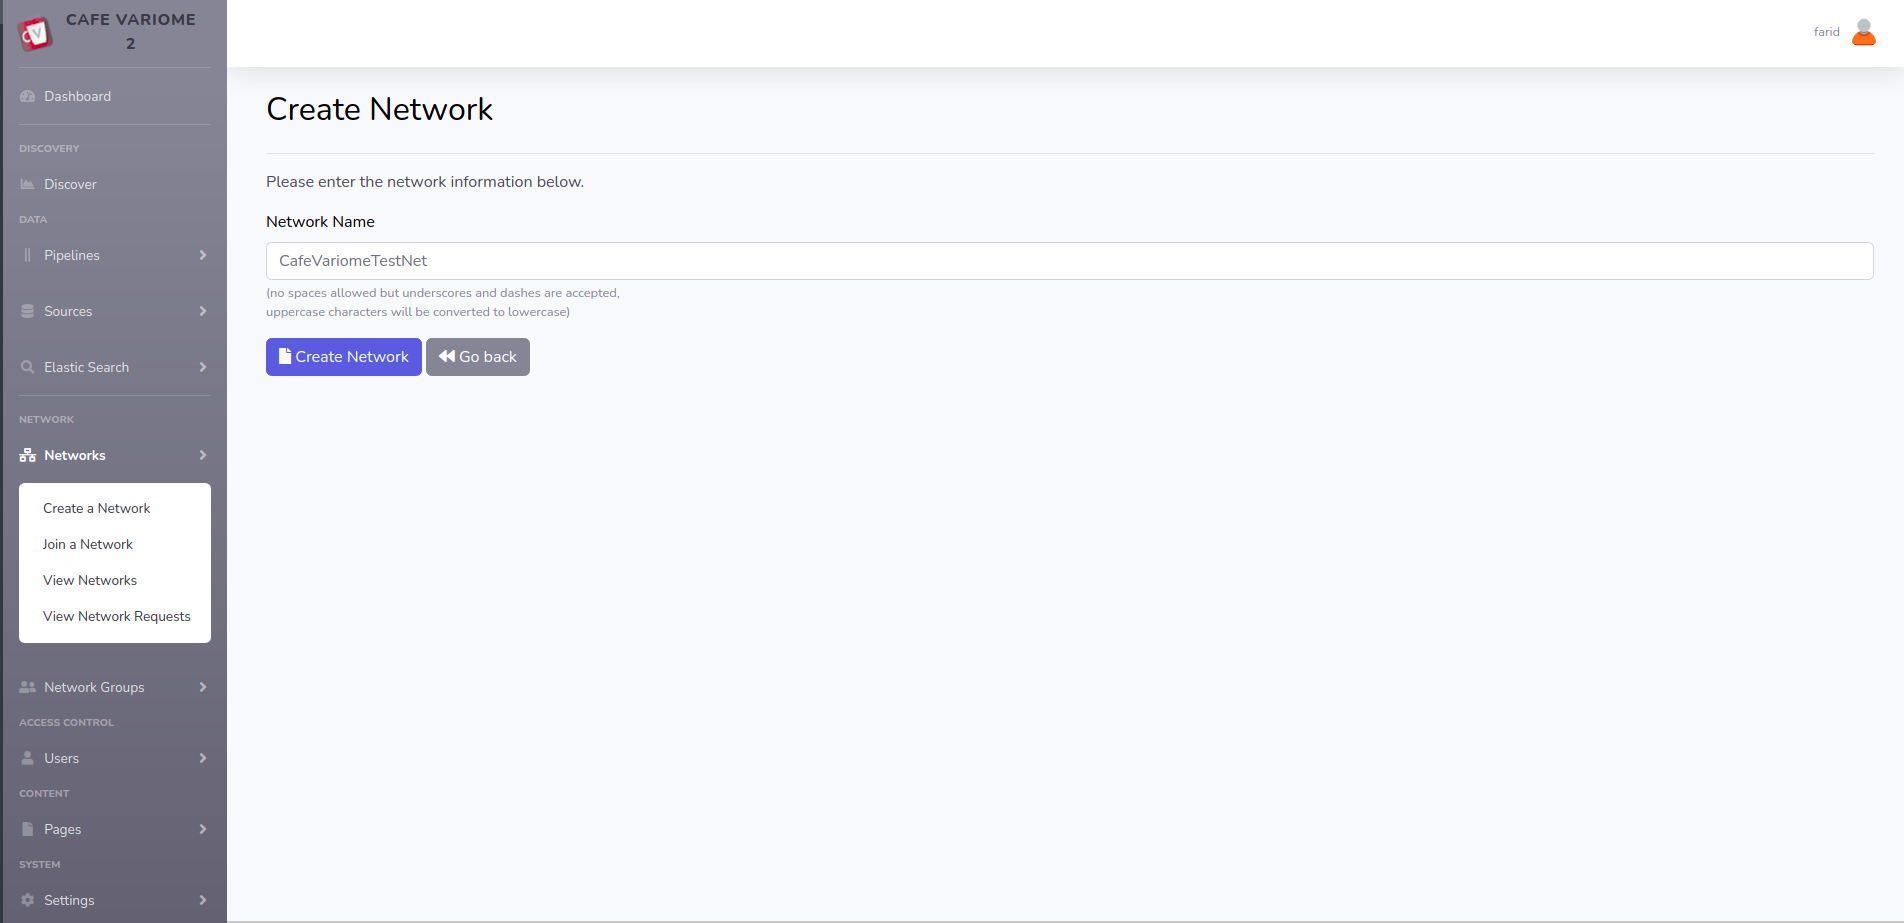 CAFE VARIOME
2
Dashboard
DISCOVERY
Discover
DATA
Pipelines
Sources
Elastic Search
NETWORK
Networks
Create a Network
Join a Network
View Networks
View Network Requests
Network Groups
ACCESS CONTROL
Users
CONTENT
Pages
SYSTEM
Settings
farid
Create Network
Please enter the network information below.
Network Name
CafeVariomeTestNet
(no spaces allowed but underscores and dashes are accepted,
uppercase characters will be converted to lowercase)
Create Network
Go back